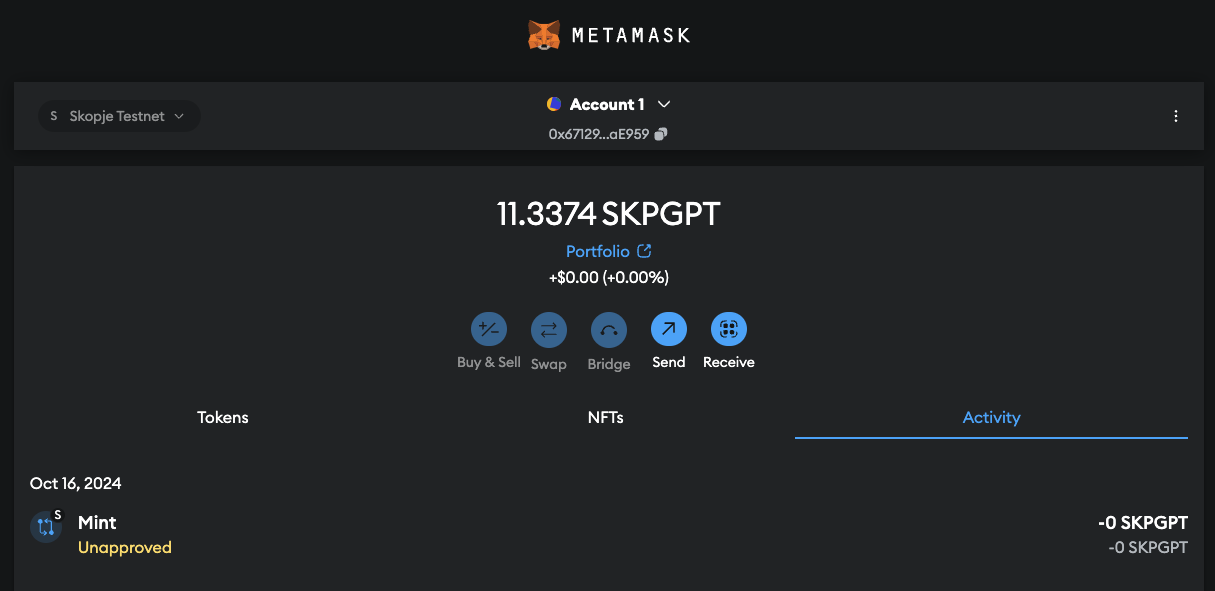 METAMASK
S Skopje Testnet
Account 1
0x67129...aE959
11.3374 SKPGPT
Portfolio
+$0.00 (+0.00%)
Buy & Sell Swap Bridge Send Receive
Tokens NFTs Activity
Oct 16, 2024
S
Mint -0 SKPGPT
Unapproved -0 SKPGPT